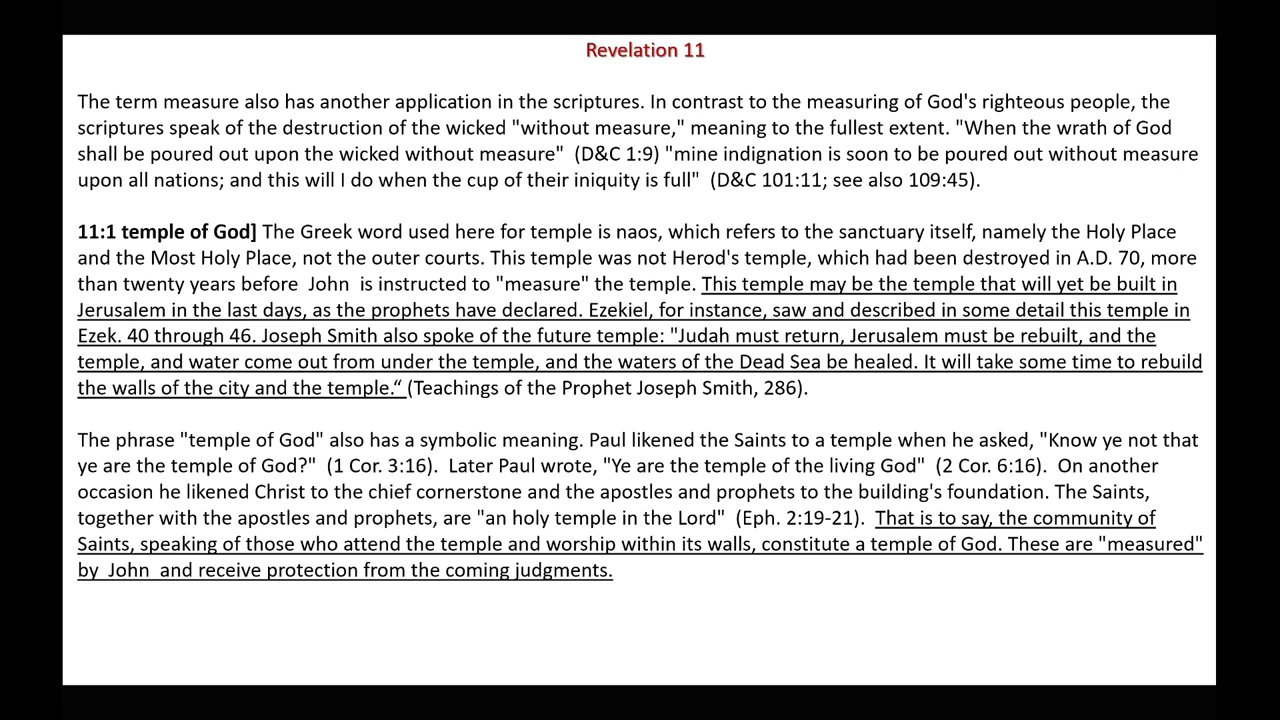 Revelation 11
The term measure also has another application in the scriptures. In contrast to the measuring of God's righteous people, the
scriptures speak of the destruction of the wicked "without measure," meaning to the fullest extent. "When the wrath of God
shall be poured out upon the wicked without measure"  (D&C 1:9) "mine indignation is soon to be poured out without measure
upon all nations; and this will I do when the cup of their iniquity is full"  (D&C 101:11; see also 109:45).
11:1 temple of God] The Greek word used here for temple is naos, which refers to the sanctuary itself, namely the Holy Place
and the Most Holy Place, not the outer courts. This temple was not Herod's temple, which had been destroyed in A.D. 70, more
than twenty years before  John  is instructed to "measure" the temple. This temple may be the temple that will yet be built in
Jerusalem in the last days, as the prophets have declared. Ezekiel, for instance, saw and described in some detail this temple in
Ezek. 40 through 46. Joseph Smith also spoke of the future temple: "Judah must return, Jerusalem must be rebuilt, and the
temple, and water come out from under the temple, and the waters of the Dead Sea be healed. It will take some time to rebuild
the walls of the city and the temple.“ (Teachings of the Prophet Joseph Smith, 286).
The phrase "temple of God" also has a symbolic meaning. Paul likened the Saints to a temple when he asked, "Know ye not that
ye are the temple of God?"  (1 Cor. 3:16).  Later Paul wrote, "Ye are the temple of the living God"  (2 Cor. 6:16).  On another
occasion he likened Christ to the chief cornerstone and the apostles and prophets to the building's foundation. The Saints,
together with the apostles and prophets, are "an holy temple in the Lord"  (Eph. 2:19-21).  That is to say, the community of
Saints, speaking of those who attend the temple and worship within its walls, constitute a temple of God. These are "measured"
by  John  and receive protection from the coming judgments.